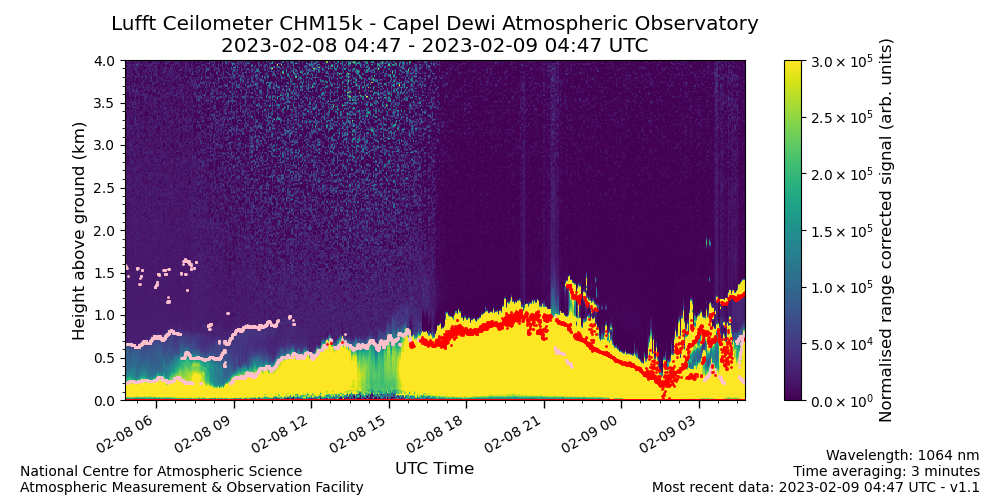 Lufft Ceilometer CHM15k - Capel Dewi Atmospheric Observatory
2023-02-08 04:47 - 2023-02-09 04:47 UTC
Height above ground (km)
4.0
3.5
3.0
2.5
2.0
1.5
1.0
0.5
0.0
02-08 06
02-08 09
02-08 12
02-08 15
02-08 18
02-08 21
02-09 00
02-09 03
UTC Time
3.0 × 10⁵
2.5 × 10⁵
2.0 × 10⁵
1.5 × 10⁵
1.0 × 10⁵
5.0 × 10⁴
0.0 × 10⁰
Normalised range corrected signal (arb. units)
National Centre for Atmospheric Science
Atmospheric Measurement & Observation Facility
Wavelength: 1064 nm
Time averaging: 3 minutes
Most recent data: 2023-02-09 04:47 UTC - v1.1